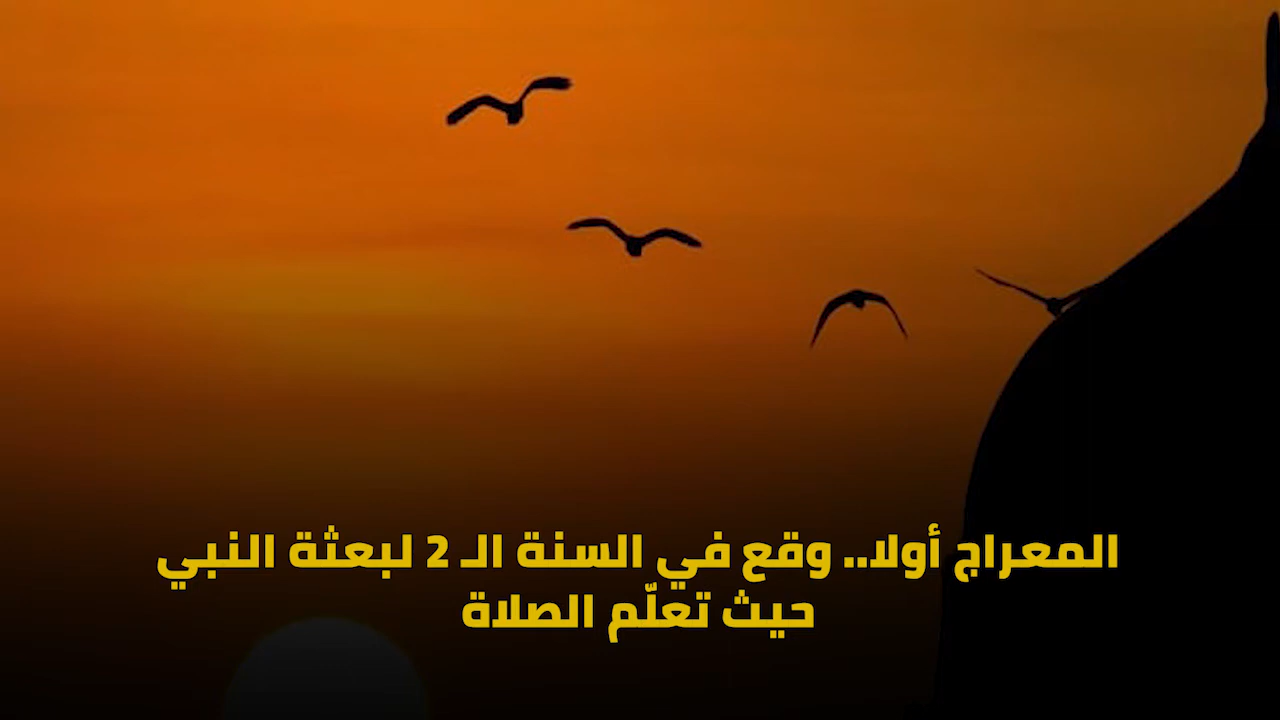 المعراج أولا.. وقع في السنة الـ 2 لبعثة النبي
حيث تعلّم الصلاة